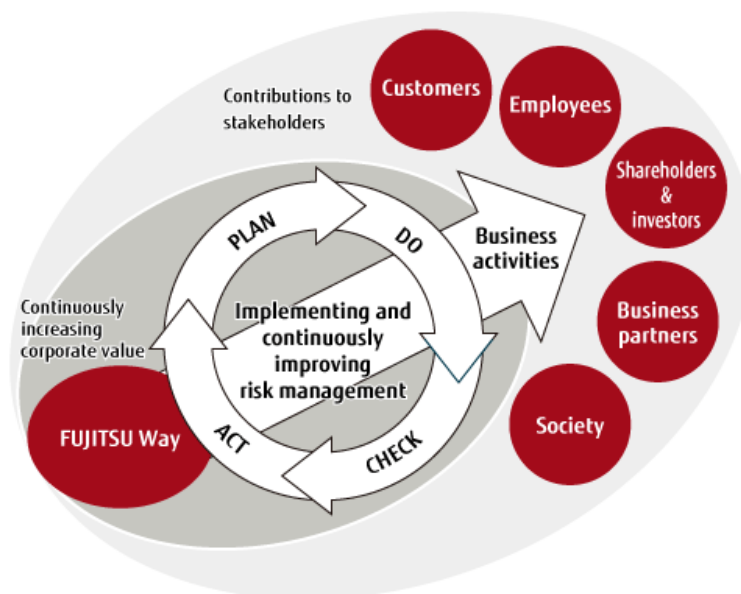 Contributions to
stakeholders
Customers
Employees
Shareholders
&
investors
Business
partners
Society
Business
activities
PLAN
DO
CHECK
ACT
Implementing and
continuously
improving
risk management
Continuously
increasing
corporate value
FUJITSU Way